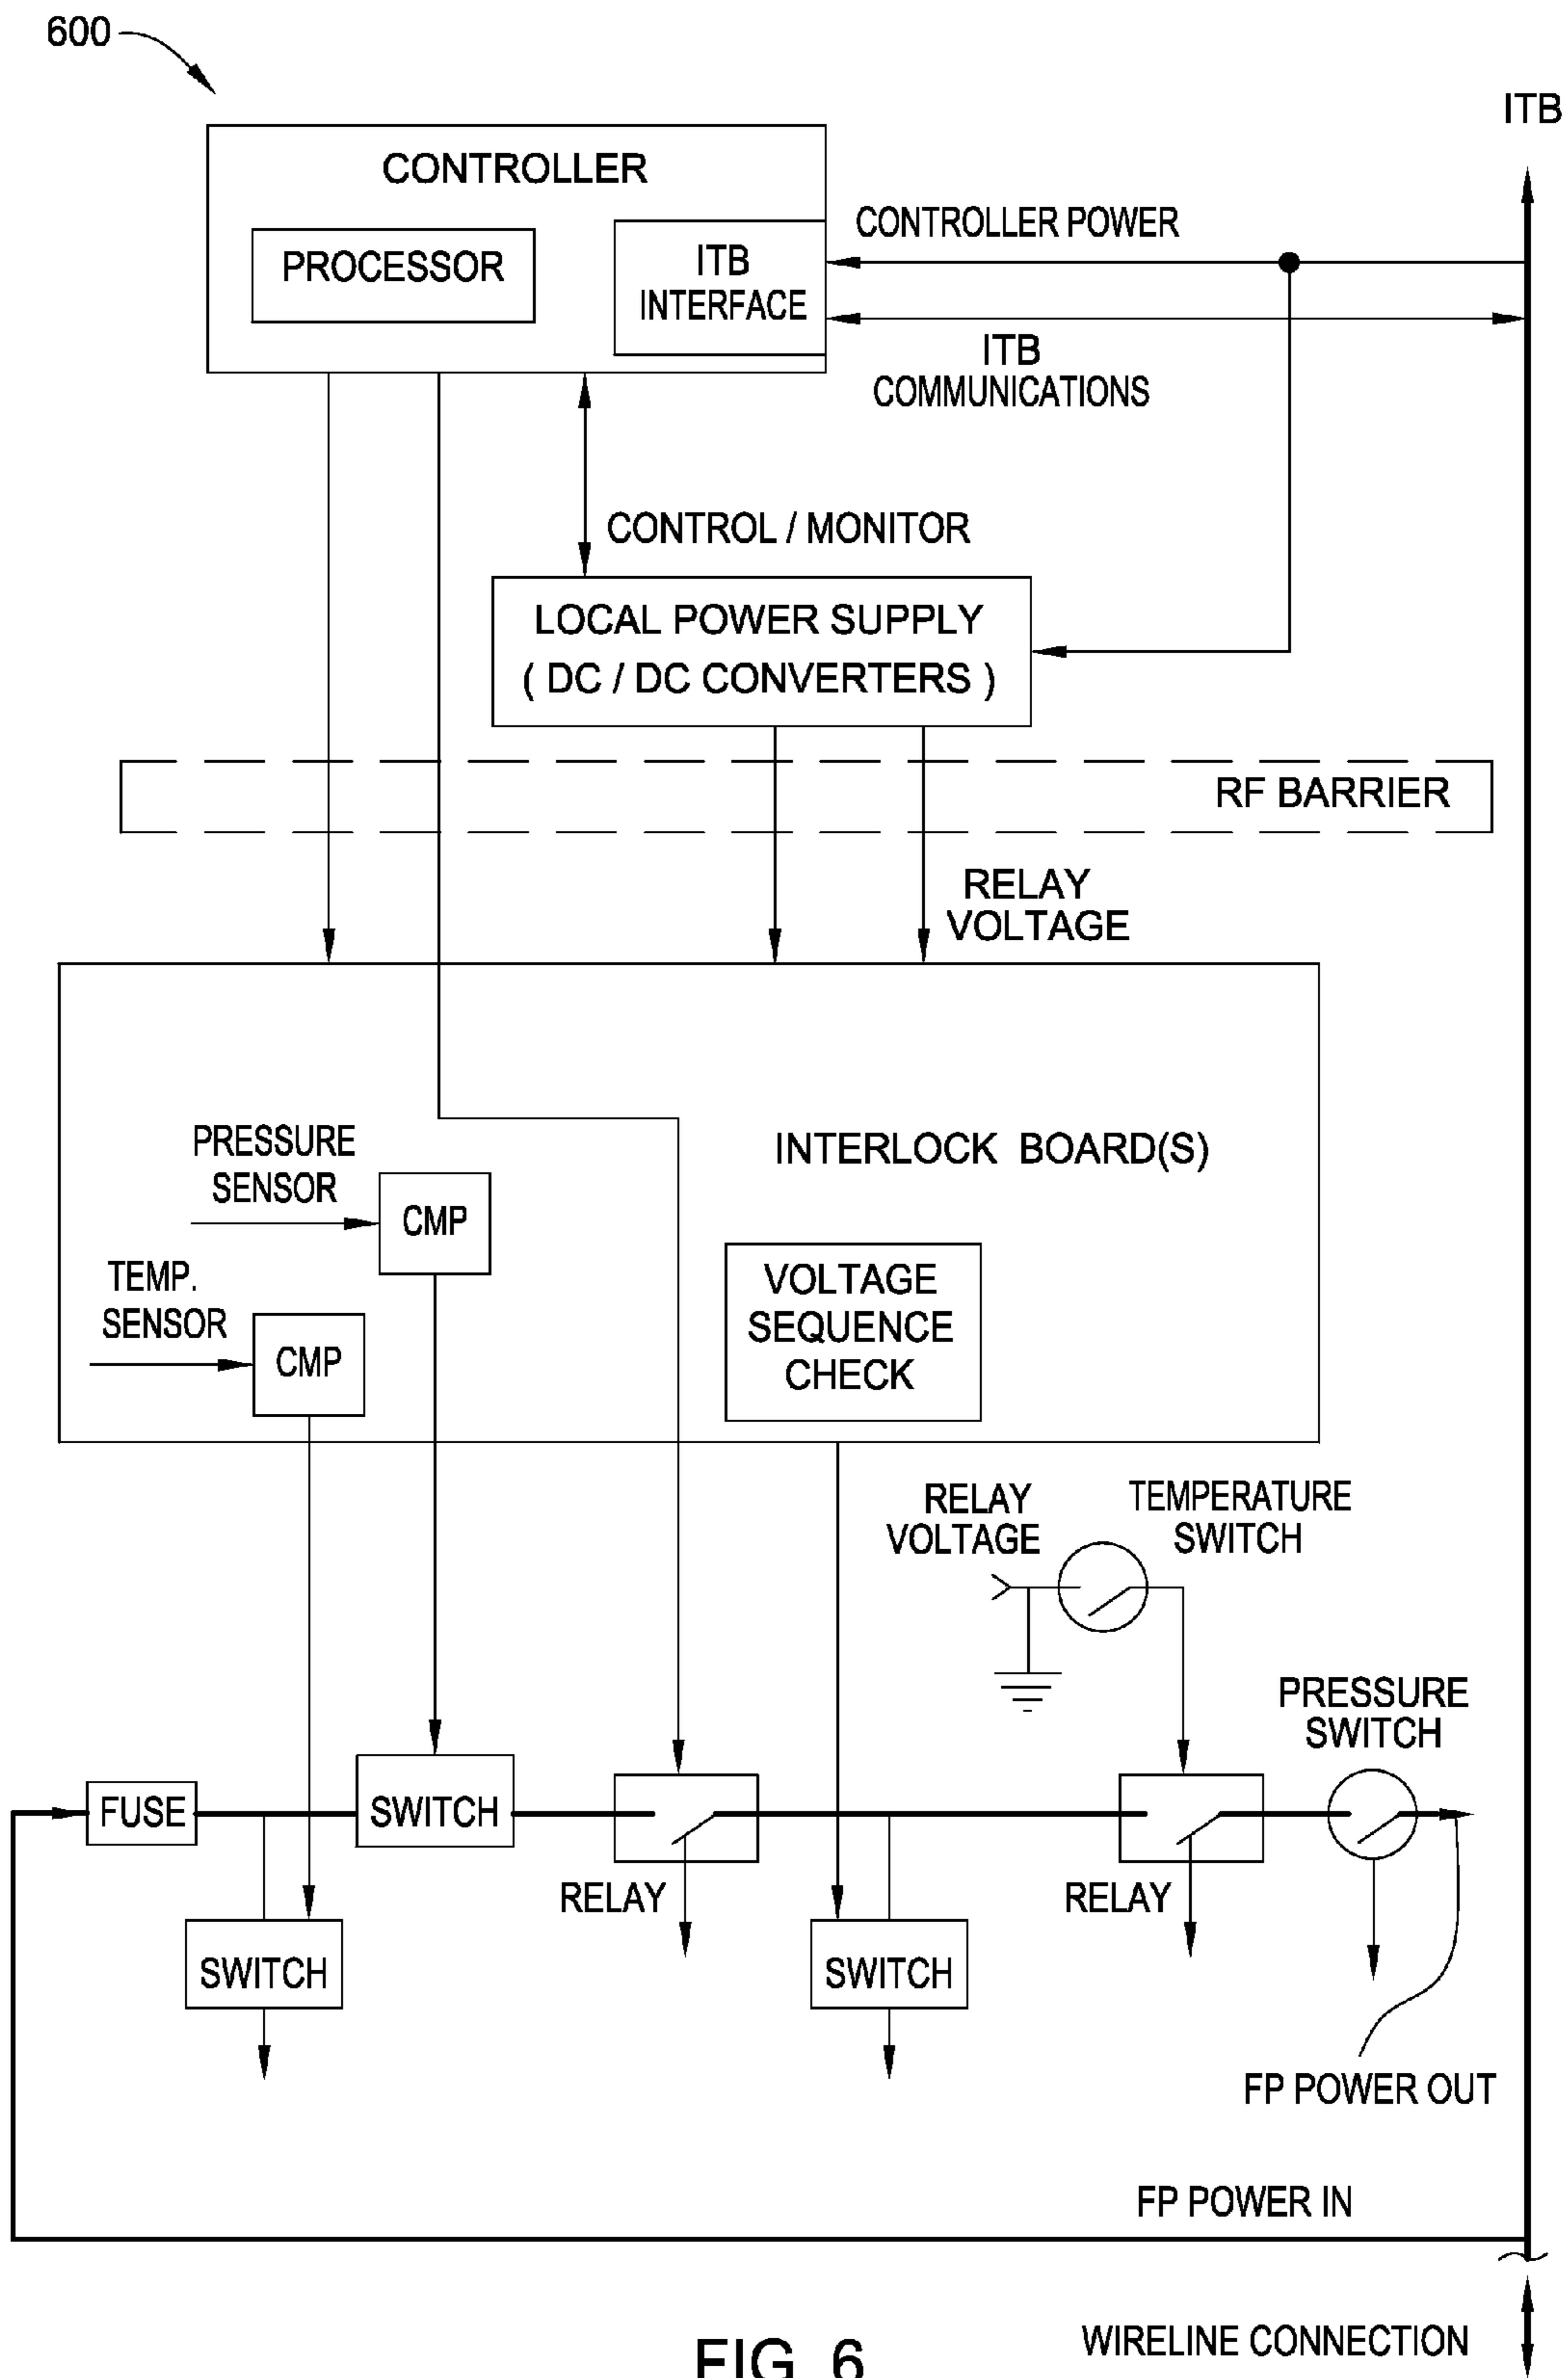 600
ITB
CONTROLLER
CONTROLLER POWER
PROCESSOR
ITB
INTERFACE
ITB
COMMUNICATIONS
CONTROL / MONITOR
LOCAL POWER SUPPLY
( DC / DC CONVERTERS )
RF BARRIER
RELAY
VOLTAGE
INTERLOCK BOARD(S)
PRESSURE
SENSOR
CMP
TEMP.
SENSOR
CMP
VOLTAGE
SEQUENCE
CHECK
RELAY
VOLTAGE
TEMPERATURE
SWITCH
PRESSURE
SWITCH
FUSE
SWITCH
RELAY
RELAY
SWITCH
SWITCH
FP POWER OUT
FP POWER IN
WIRELINE CONNECTION
FIG. 6